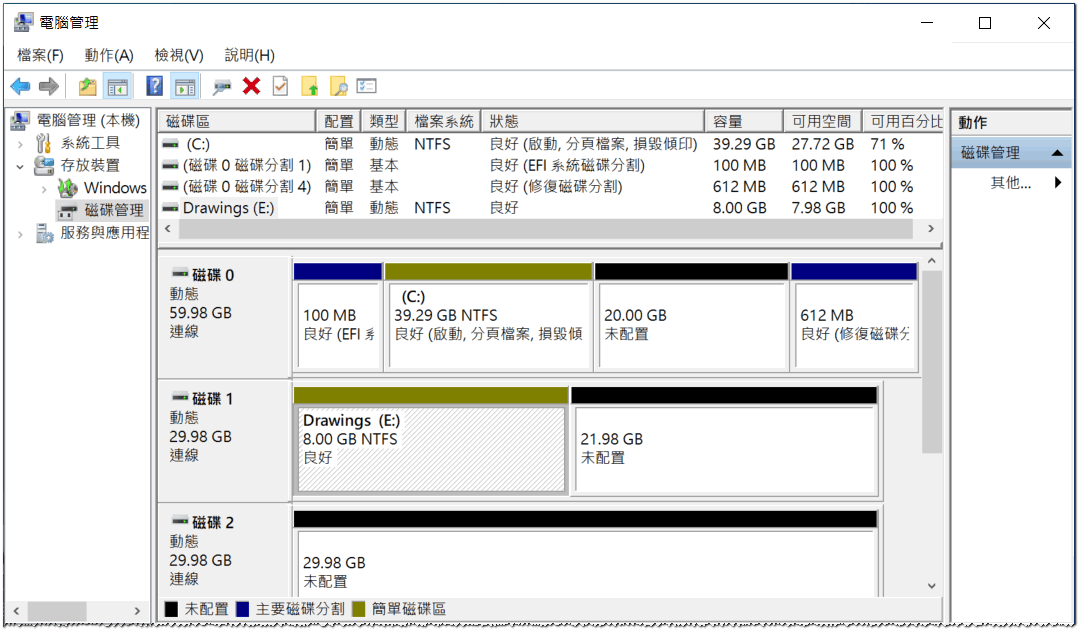 電腦管理
檔案(F) 動作(A) 檢視(V) 說明(H)
電腦管理 (本機)
系統工具
存放裝置
Windows
磁碟管理
服務與應用程
磁碟區 配置 類型 檔案系統 狀態 容量 可用空間 可用百分比
(C:) 簡單 動態 NTFS 良好 (啟動, 分頁檔案, 損毀傾印) 39.29 GB 27.72 GB 71 %
(磁碟 0 磁碟分割 1) 簡單 基本 良好 (EFI 系統磁碟分割) 100 MB 100 MB 100 %
(磁碟 0 磁碟分割 4) 簡單 基本 良好 (修復磁碟分割) 612 MB 612 MB 100 %
Drawings (E:) 簡單 動態 NTFS 良好 8.00 GB 7.98 GB 100 %
磁碟 0
動態
59.98 GB
連線
100 MB
良好 (EFI 系
(C:)
39.29 GB NTFS
良好 (啟動, 分頁檔案, 損毀傾
20.00 GB
未配置
612 MB
良好 (修復磁碟分
磁碟 1
動態
29.98 GB
連線
Drawings (E:)
8.00 GB NTFS
良好
21.98 GB
未配置
磁碟 2
動態
29.98 GB
連線
29.98 GB
未配置
未配置 主要磁碟分割 簡單磁碟區
動作
磁碟管理
其他...